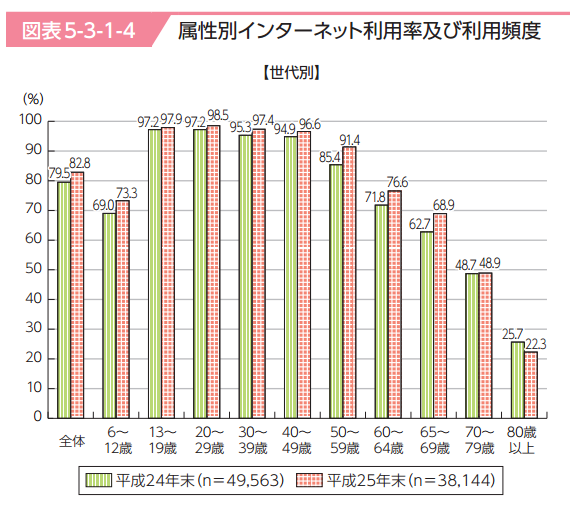 図表5-3-1-4 属性別インターネット利用率及び利用頻度
【世代別】
(%)
100
90
80
70
60
50
40
30
20
10
0
79.5 82.8
69.0 73.3
97.2 97.9
97.2 98.5
95.3 97.4
94.9 96.6
85.4 91.4
71.8 76.6
62.7 68.9
48.7 48.9
25.7 22.3
全体
6～
12歳
13～
19歳
20～
29歳
30～
39歳
40～
49歳
50～
59歳
60～
64歳
65～
69歳
70～
79歳
80歳
以上
平成24年末(n=49,563) 平成25年末(n=38,144)